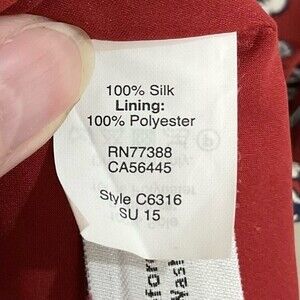 100% Silk
Lining:
100% Polyester
RN77388
CA56445
Style C6316
SU 15